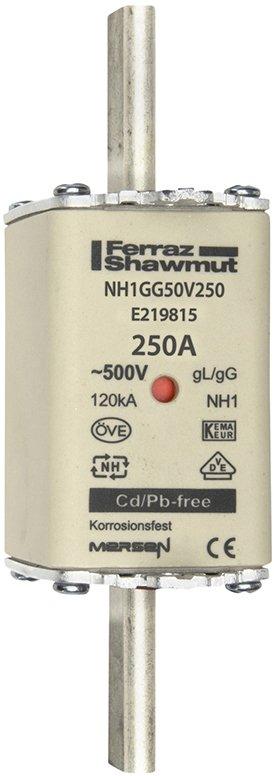 Ferraz
Shawmut
NH1GG50V250
E219815
250A
~500V gL/gG
120kA NH1
ÖVE KEMA KEUR
NH VDE
Cd/Pb-free
Korrosionsfest
MERSEN CE